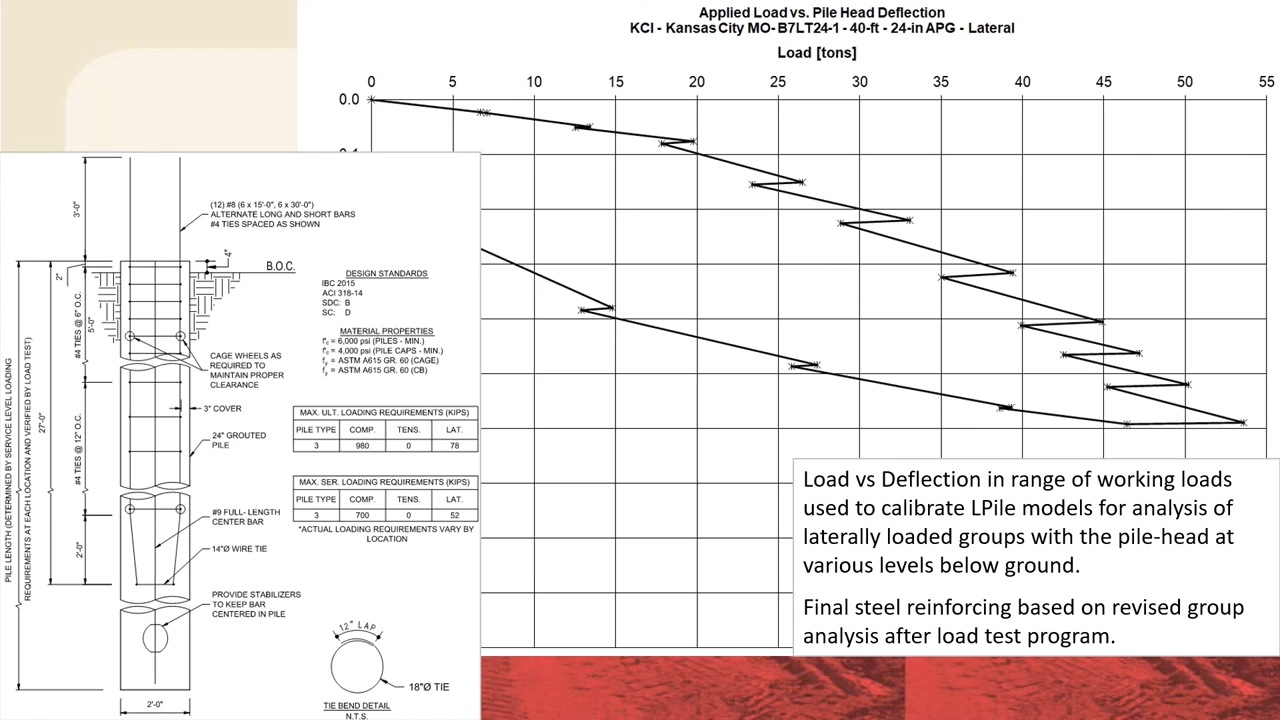 Applied Load vs. Pile Head Deflection
KCI - Kansas City MO- B7LT24-1 - 40-ft - 24-in APG - Lateral
Load [tons]
0 5 10 15 20 25 30 35 40 45 50 55
0.0
3'-0"
(12) #8 (6 x 15'-0", 6 x 30'-0")
ALTERNATE LONG AND SHORT BARS
#4 TIES SPACED AS SHOWN
4"
B.O.C.
2"
#4 TIES @ 6" O.C.
5'-0"
DESIGN STANDARDS
IBC 2015
ACI 318-14
SDC: B
SC: D
MATERIAL PROPERTIES
f'c = 6,000 psi (PILES - MIN.)
f'c = 4,000 psi (PILE CAPS - MIN.)
fy = ASTM A615 GR. 60 (CAGE)
fy = ASTM A615 GR. 60 (CB)
CAGE WHEELS AS
REQUIRED TO
MAINTAIN PROPER
CLEARANCE
PILE LENGTH (DETERMINED BY SERVICE LEVEL LOADING
REQUIREMENTS AT EACH LOCATION AND VERIFIED BY LOAD TEST)
27'-0"
#4 TIES @ 12" O.C.
3" COVER
24" GROUTED
PILE
MAX. ULT. LOADING REQUIREMENTS (KIPS)
PILE TYPE COMP. TENS. LAT.
3 980 0 78
MAX. SER. LOADING REQUIREMENTS (KIPS)
PILE TYPE COMP. TENS. LAT.
3 700 0 52
*ACTUAL LOADING REQUIREMENTS VARY BY
LOCATION
#9 FULL- LENGTH
CENTER BAR
2'-0"
14"Ø WIRE TIE
PROVIDE STABILIZERS
TO KEEP BAR
CENTERED IN PILE
12" LAP
18"Ø TIE
TIE BEND DETAIL
N.T.S.
2'-0"
Load vs Deflection in range of working loads
used to calibrate LPile models for analysis of
laterally loaded groups with the pile-head at
various levels below ground.
Final steel reinforcing based on revised group
analysis after load test program.